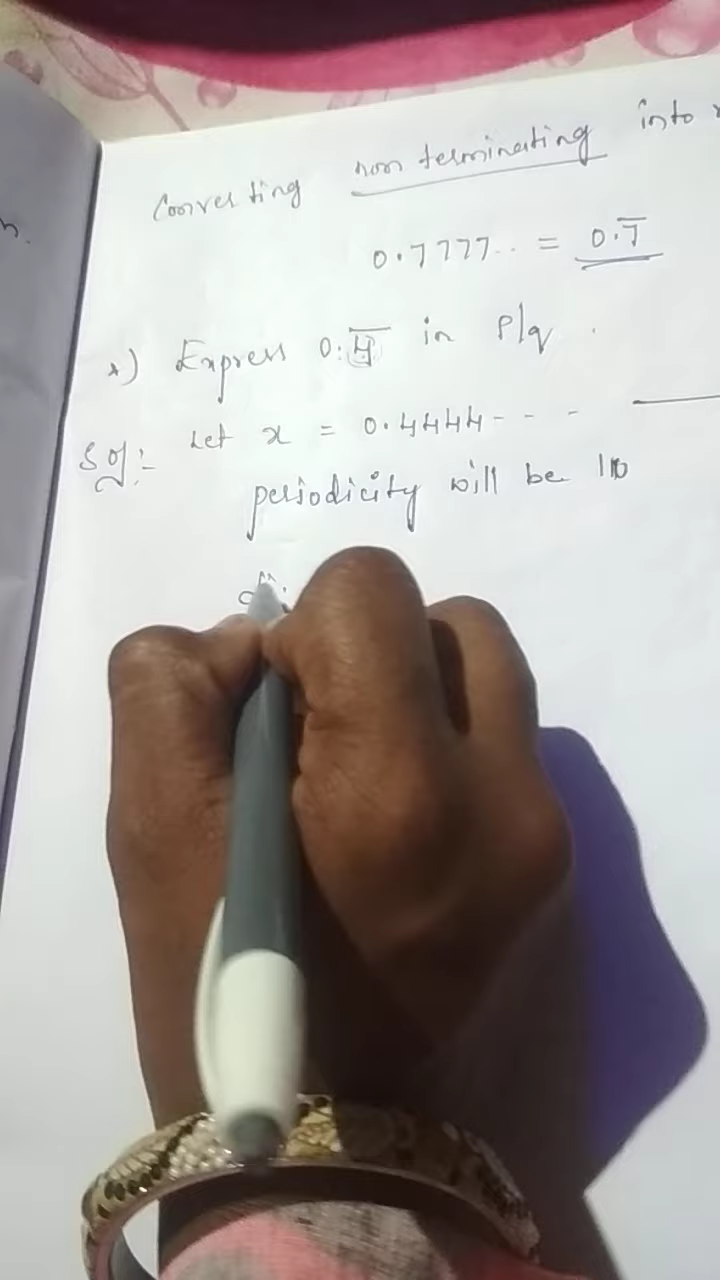 Converting non terminating into
0.7777.. = 0.7̅
*) Express 0.4̅ in P/q .
Sol:- Let x = 0.4444 - - -
periodicity will be